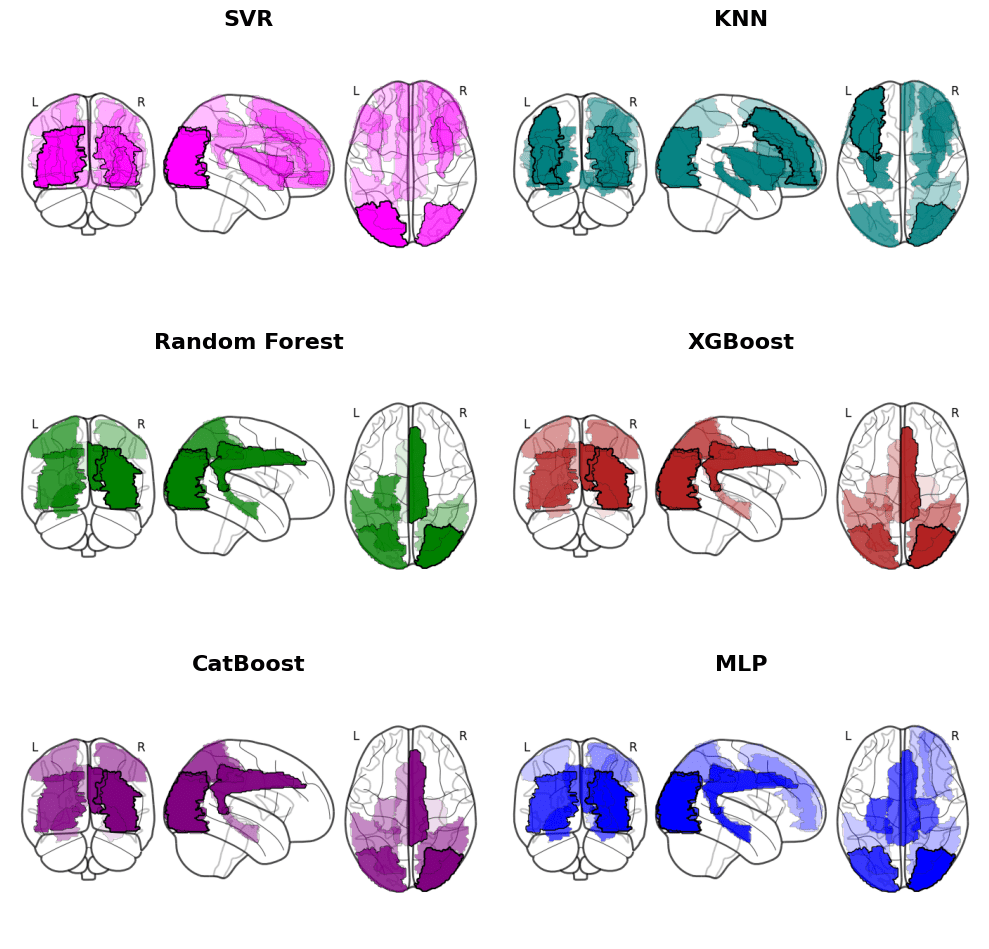 SVR
KNN
L R L R
L R L R
Random Forest
XGBoost
L R L R
L R L R
CatBoost
MLP
L R L R
L R L R